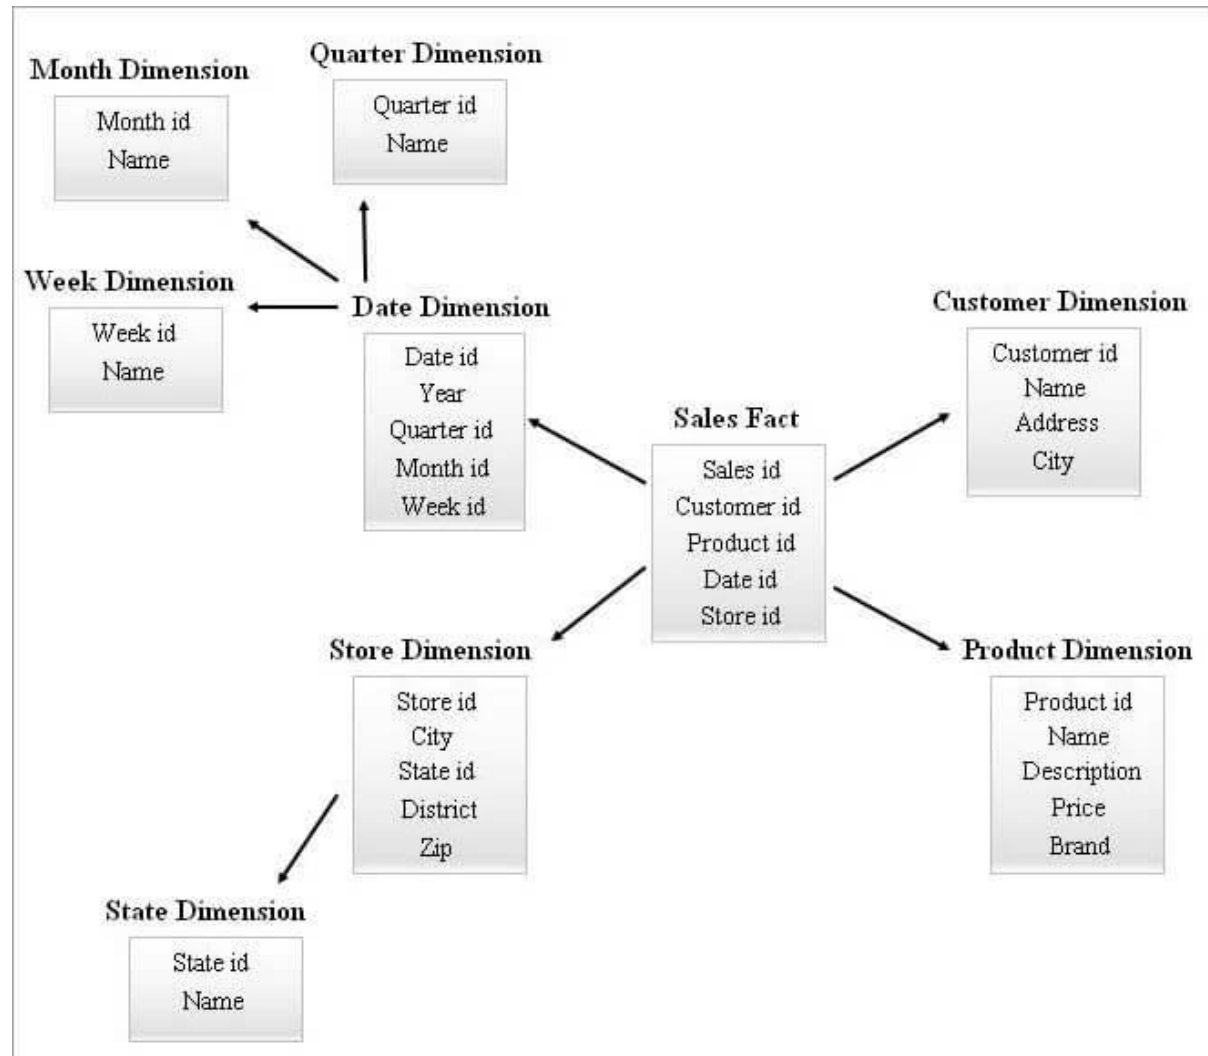 Month Dimension
Month id
Name
Quarter Dimension
Quarter id
Name
Week Dimension
Week id
Name
Date Dimension
Date id
Year
Quarter id
Month id
Week id
Customer Dimension
Customer id
Name
Address
City
Sales Fact
Sales id
Customer id
Product id
Date id
Store id
Store Dimension
Store id
City
State id
District
Zip
Product Dimension
Product id
Name
Description
Price
Brand
State Dimension
State id
Name